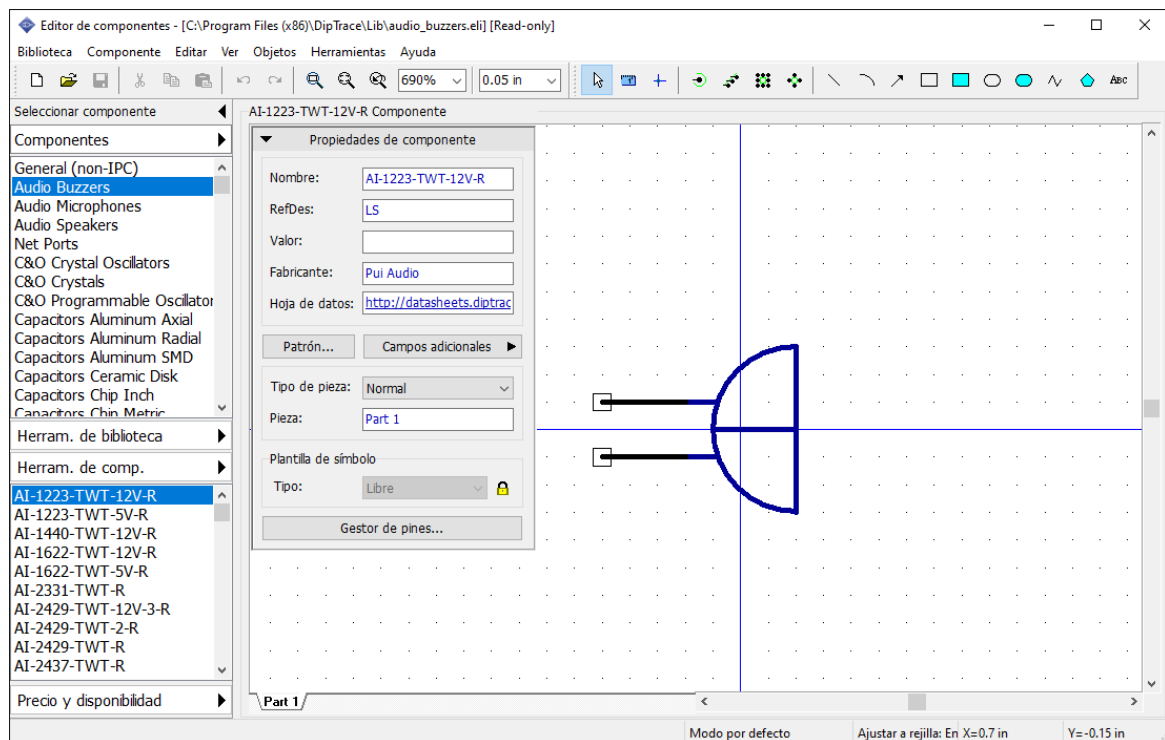 Editor de componentes - [C:\Program Files (x86)\DipTrace\Lib\audio_buzzers.eli] [Read-only]
Biblioteca Componente Editar Ver Objetos Herramientas Ayuda
690% 0.05 in ABC
Seleccionar componente
Componentes
General (non-IPC)
Audio Buzzers
Audio Microphones
Audio Speakers
Net Ports
C&O Crystal Oscillators
C&O Crystals
C&O Programmable Oscillator
Capacitors Aluminum Axial
Capacitors Aluminum Radial
Capacitors Aluminum SMD
Capacitors Ceramic Disk
Capacitors Chip Inch
Capacitors Chip Metric
Herram. de biblioteca
Herram. de comp.
AI-1223-TWT-12V-R
AI-1223-TWT-5V-R
AI-1440-TWT-12V-R
AI-1622-TWT-12V-R
AI-1622-TWT-5V-R
AI-2331-TWT-R
AI-2429-TWT-12V-3-R
AI-2429-TWT-2-R
AI-2429-TWT-R
AI-2437-TWT-R
Precio y disponibilidad
AI-1223-TWT-12V-R Componente
Propiedades de componente
Nombre: AI-1223-TWT-12V-R
RefDes: LS
Valor:
Fabricante: Pui Audio
Hoja de datos: http://datasheets.diptrac
Patrón... Campos adicionales
Tipo de pieza: Normal
Pieza: Part 1
Plantilla de símbolo
Tipo: Libre
Gestor de pines...
Part 1
Modo por defecto Ajustar a rejilla: En X=0.7 in Y=-0.15 in